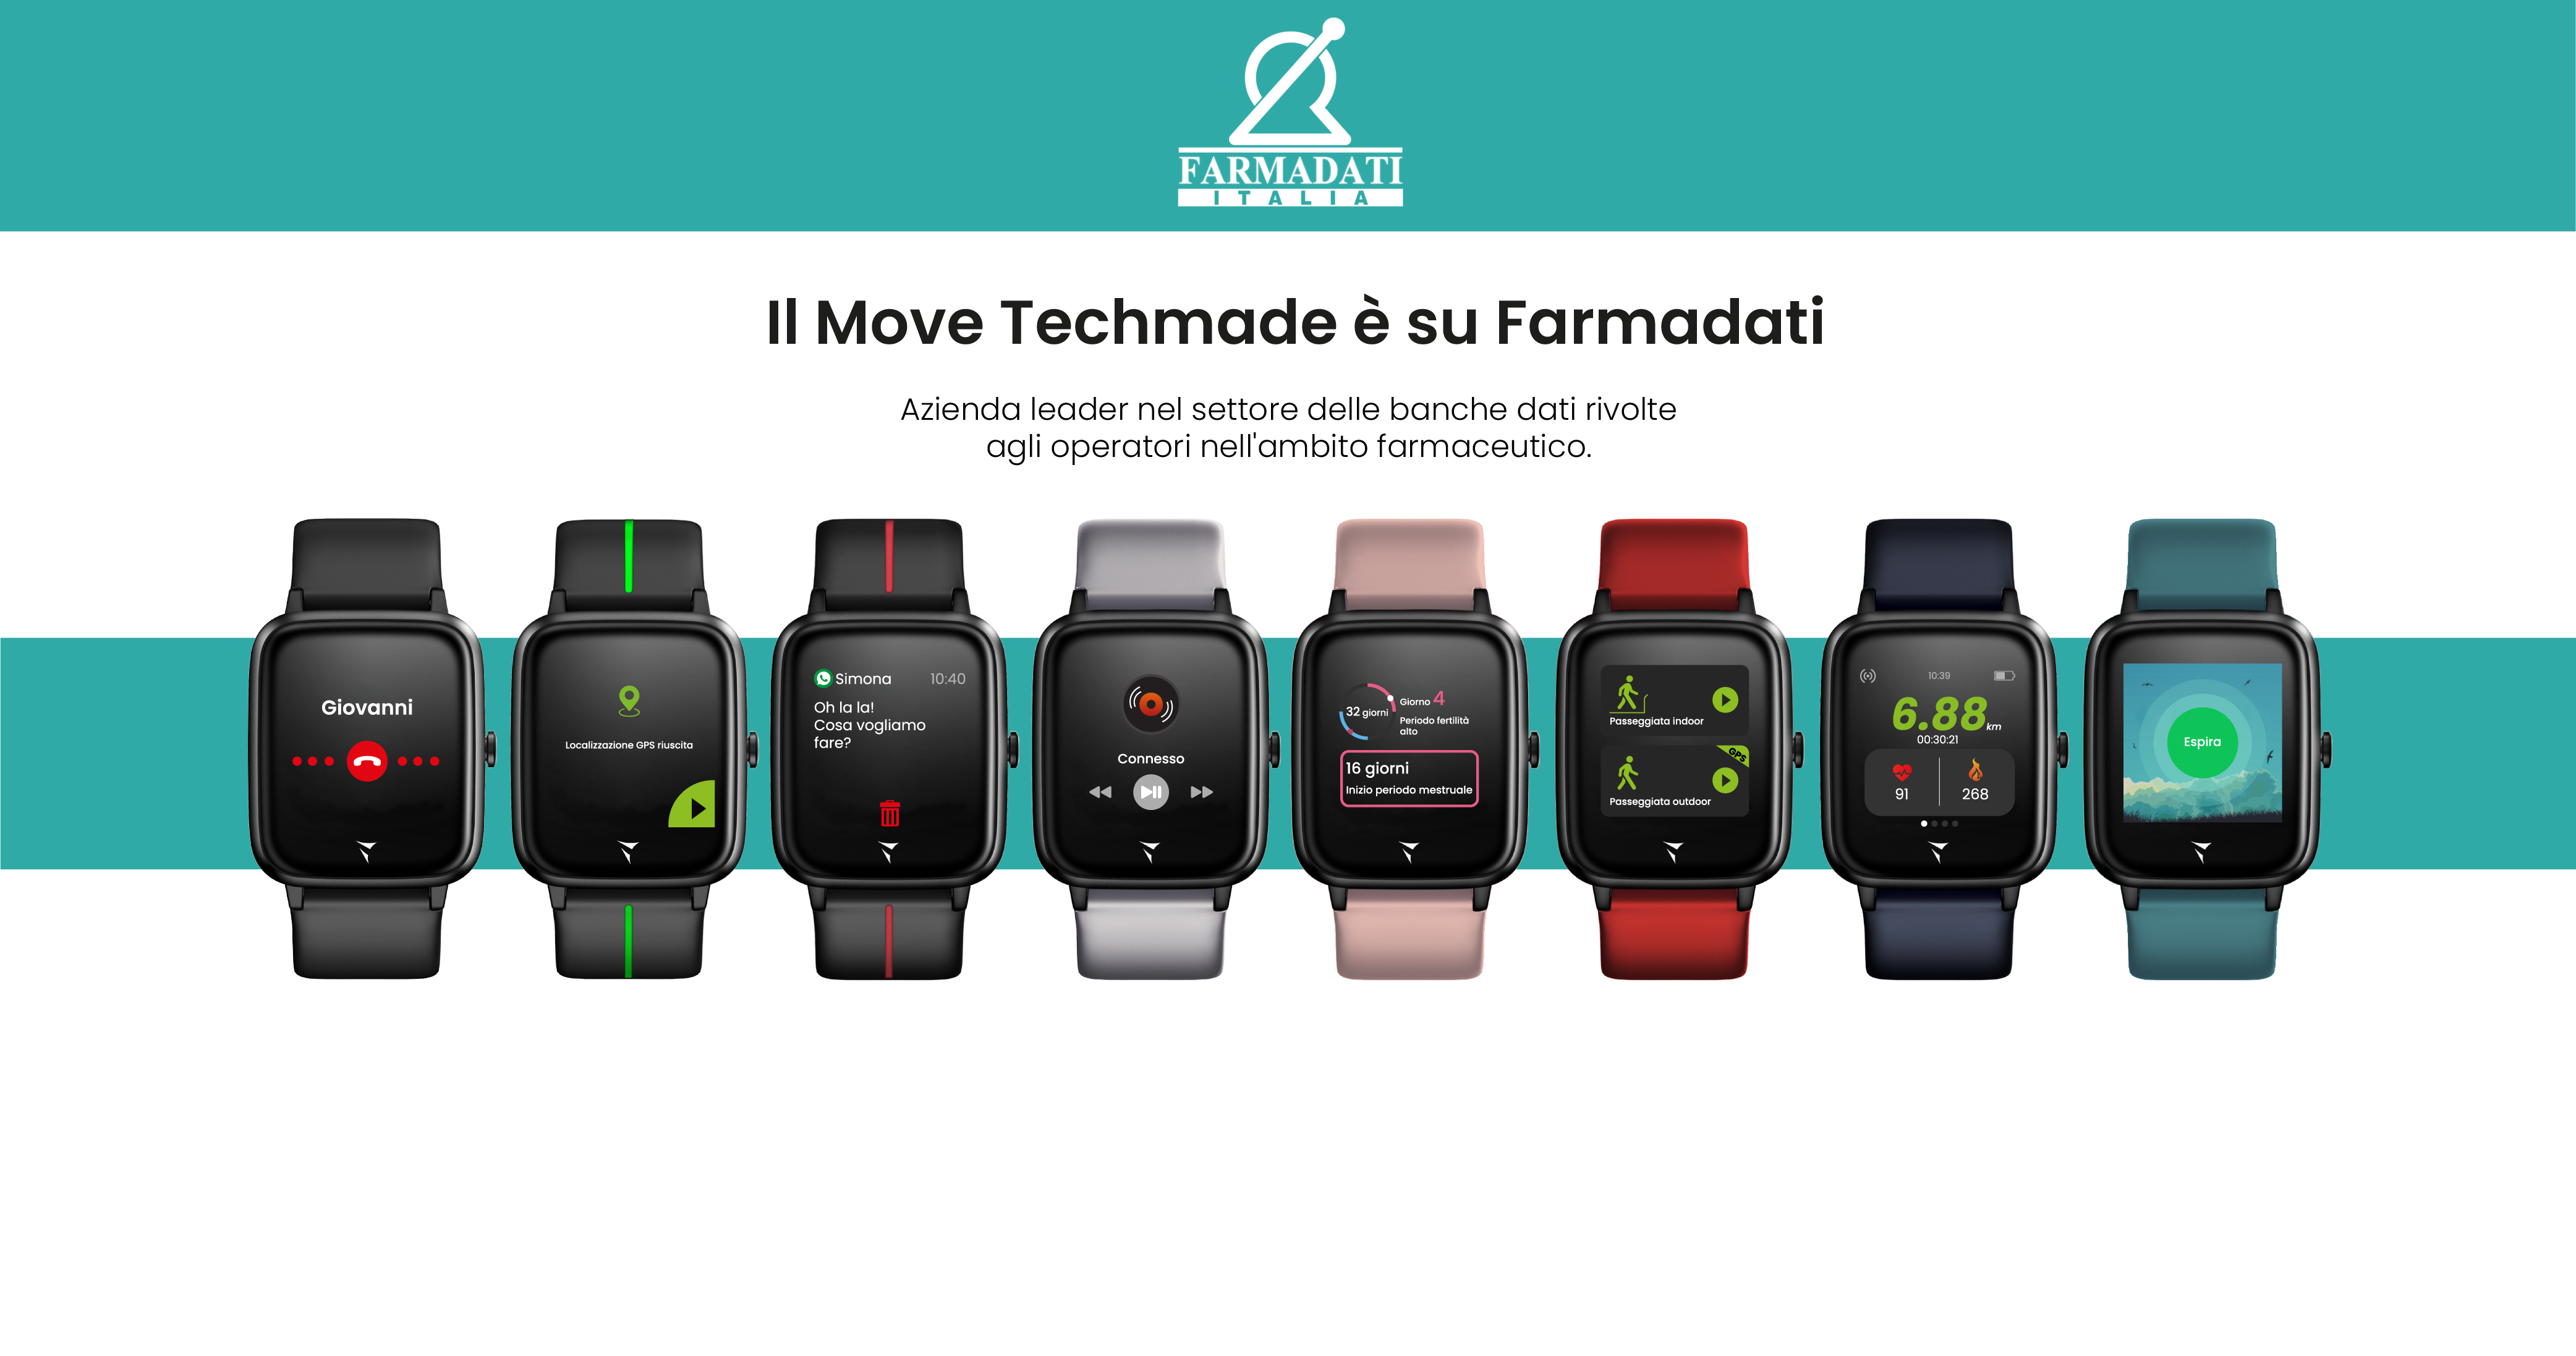 FARMADATI
ITALIA
Il Move Techmade è su Farmadati
Azienda leader nel settore delle banche dati rivolte
agli operatori nell'ambito farmaceutico.
Giovanni
Localizzazione GPS riuscita
Simona 10:40
Oh la la!
Cosa vogliamo
fare?
Connesso
32 giorni
Giorno 4
Periodo fertilità
alto
16 giorni
Inizio periodo mestruale
Passeggiata indoor
GPS
Passeggiata outdoor
10:39
6.88 km
00:30:21
91 268
Espira